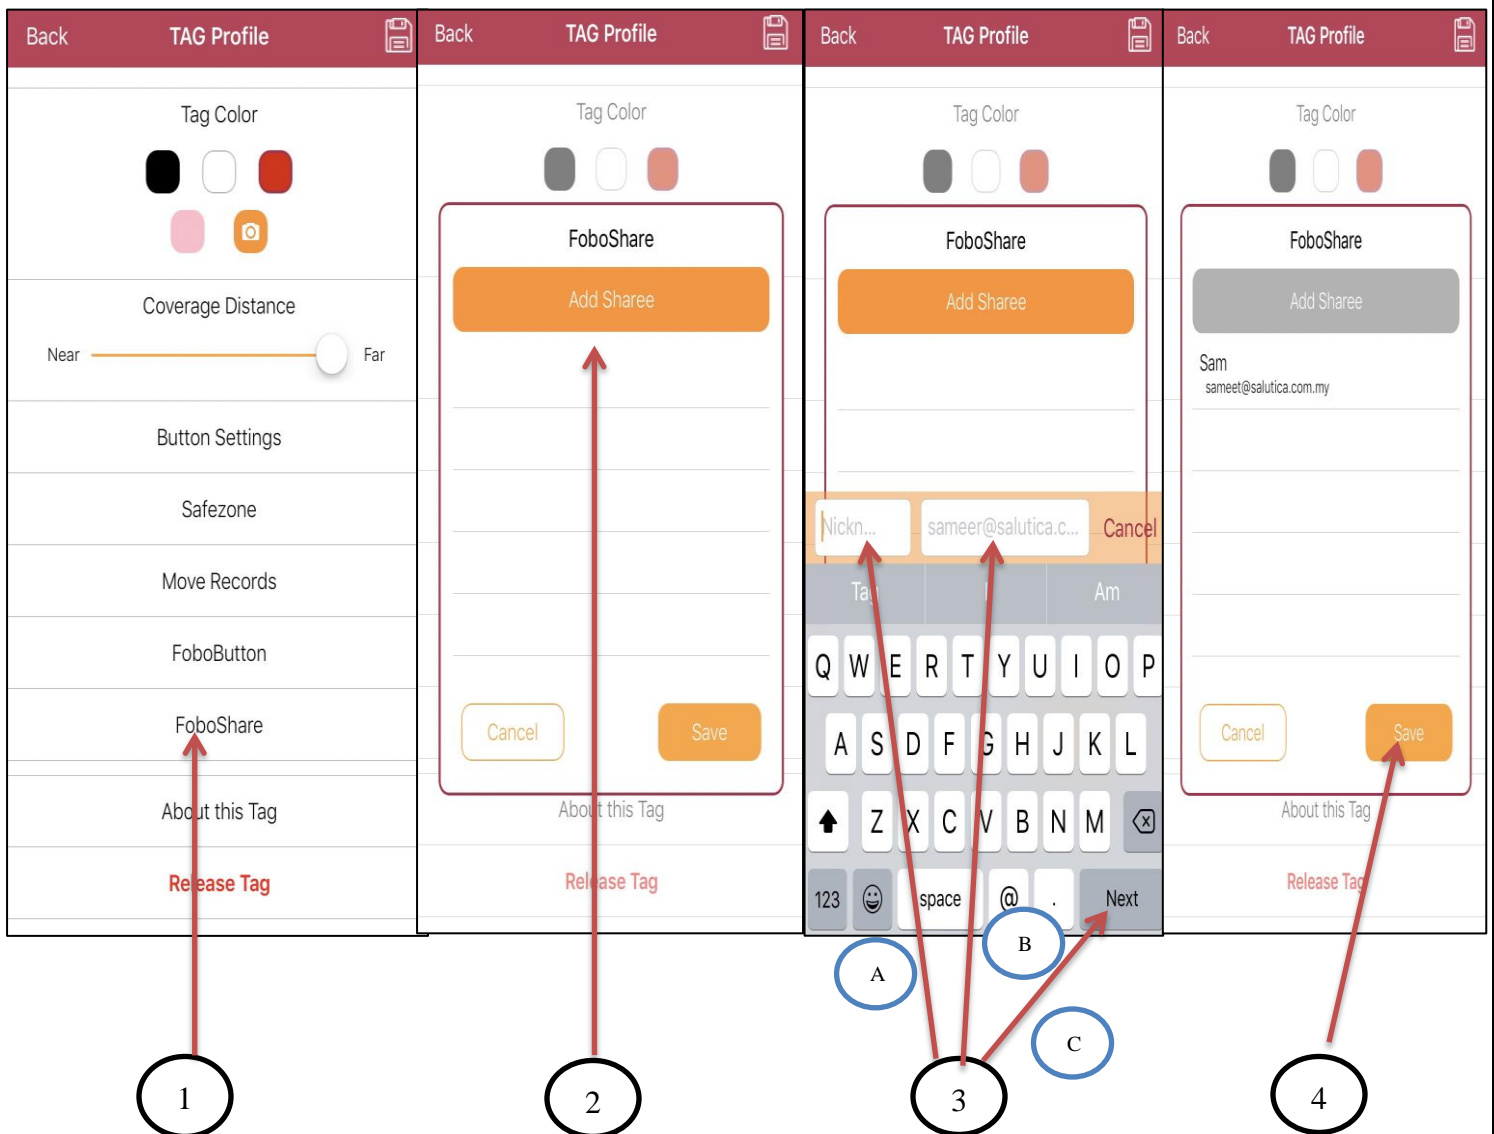 Back TAG Profile
Tag Color
Coverage Distance
Near Far
Button Settings
Safezone
Move Records
FoboButton
FoboShare
About this Tag
Release Tag
1
Back TAG Profile
Tag Color
FoboShare
Add Sharee
Cancel Save
About this Tag
Release Tag
2
Back TAG Profile
Tag Color
FoboShare
Add Sharee
Nickn... sameer@salutica.c... Cancel
Tag I Am
Q W E R T Y U I O P
A S D F G H J K L
Z X C V B N M
123 space @ . Next
A
B
C
3
Back TAG Profile
Tag Color
FoboShare
Add Sharee
Sam
sameet@salutica.com.my
Cancel Save
About this Tag
Release Tag
4